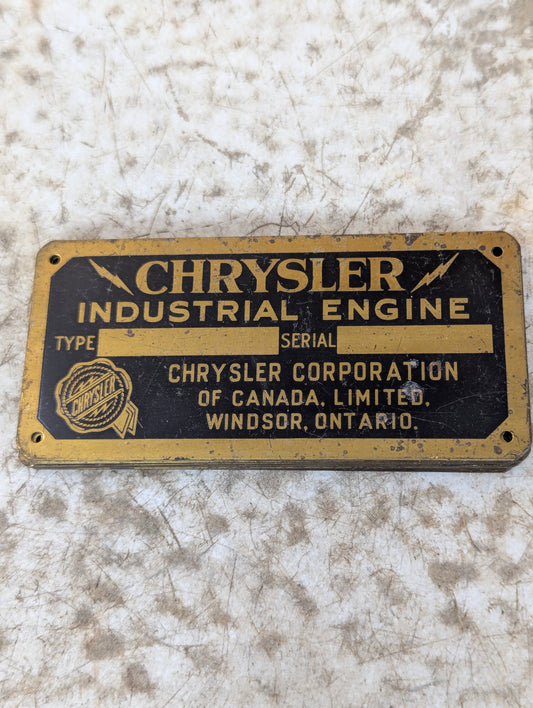 CHRYSLER
INDUSTRIAL ENGINE
TYPE SERIAL
CHRYSLER CORPORATION
OF CANADA, LIMITED,
WINDSOR, ONTARIO.
CHRYSLER